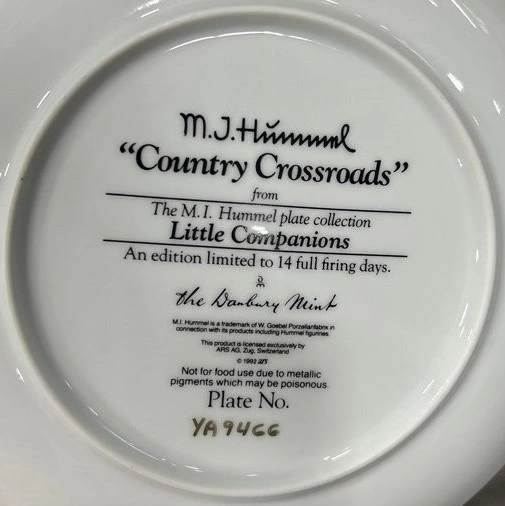 M.J.Hummel
“Country Crossroads”
from
The M.I. Hummel plate collection
Little Companions
An edition limited to 14 full firing days.
The Danbury Mint
M.I. Hummel is a trademark of W. Goebel Porzellanfabrik in
connection with its products including Hummel figurines.
This product is licensed exclusively by
ARS AG, Zug, Switzerland
Not for food use due to metallic
pigments which may be poisonous
Plate No.
YA9466